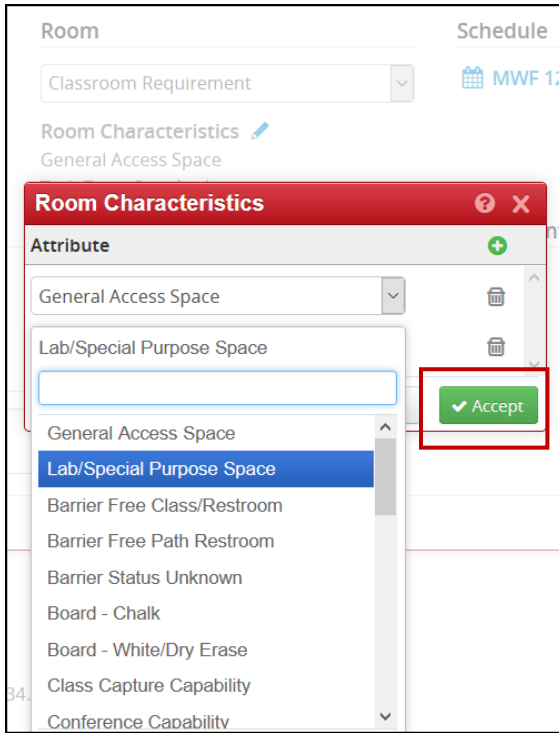 Room
Schedule
Classroom Requirement
MWF 12
Room Characteristics
General Access Space
Room Characteristics
Attribute
General Access Space
Lab/Special Purpose Space
Accept
General Access Space
Lab/Special Purpose Space
Barrier Free Class/Restroom
Barrier Free Path Restroom
Barrier Status Unknown
Board - Chalk
Board - White/Dry Erase
Class Capture Capability
34.
Conference Capability